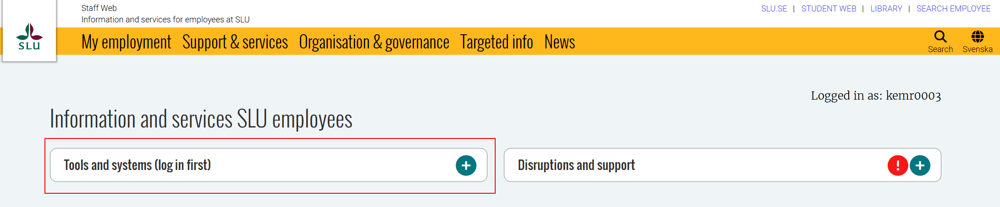 Staff Web
Information and services for employees at SLU
SLU.SE | STUDENT WEB | LIBRARY | SEARCH EMPLOYEE
SLU
My employment Support & services Organisation & governance Targeted info News
Search Svenska
Logged in as: kemr0003
Information and services SLU employees
Tools and systems (log in first)
Disruptions and support